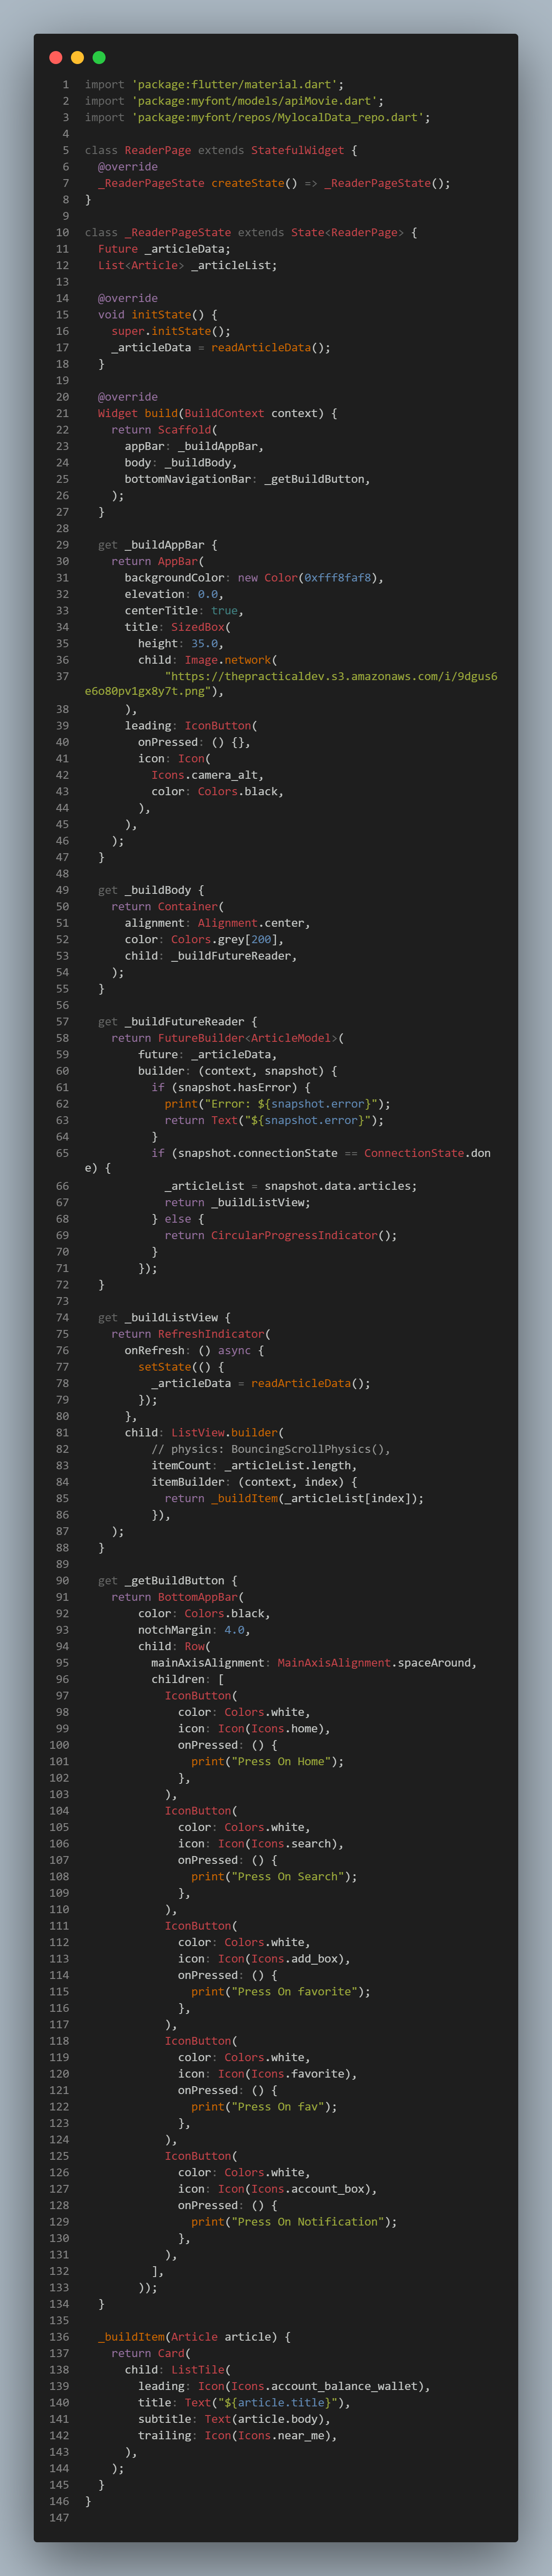 1 import 'package:flutter/material.dart';
2 import 'package:myfont/models/apiMovie.dart';
3 import 'package:myfont/repos/MylocalData_repo.dart';
4
5 class ReaderPage extends StatefulWidget {
6   @override
7   _ReaderPageState createState() => _ReaderPageState();
8 }
9
10 class _ReaderPageState extends State<ReaderPage> {
11   Future _articleData;
12   List<Article> _articleList;
13
14   @override
15   void initState() {
16     super.initState();
17     _articleData = readArticleData();
18   }
19
20   @override
21   Widget build(BuildContext context) {
22     return Scaffold(
23       appBar: _buildAppBar,
24       body: _buildBody,
25       bottomNavigationBar: _getBuildButton,
26     );
27   }
28
29   get _buildAppBar {
30     return AppBar(
31       backgroundColor: new Color(0xfff8faf8),
32       elevation: 0.0,
33       centerTitle: true,
34       title: SizedBox(
35         height: 35.0,
36         child: Image.network(
37             "https://thepracticaldev.s3.amazonaws.com/i/9dgus6
e6o80pv1gx8y7t.png"),
38       ),
39       leading: IconButton(
40         onPressed: () {},
41         icon: Icon(
42           Icons.camera_alt,
43           color: Colors.black,
44         ),
45       ),
46     );
47   }
48
49   get _buildBody {
50     return Container(
51       alignment: Alignment.center,
52       color: Colors.grey[200],
53       child: _buildFutureReader,
54     );
55   }
56
57   get _buildFutureReader {
58     return FutureBuilder<ArticleModel>(
59         future: _articleData,
60         builder: (context, snapshot) {
61           if (snapshot.hasError) {
62             print("Error: ${snapshot.error}");
63             return Text("${snapshot.error}");
64           }
65           if (snapshot.connectionState == ConnectionState.don
e) {
66             _articleList = snapshot.data.articles;
67             return _buildListView;
68           } else {
69             return CircularProgressIndicator();
70           }
71         });
72   }
73
74   get _buildListView {
75     return RefreshIndicator(
76       onRefresh: () async {
77         setState(() {
78           _articleData = readArticleData();
79         });
80       },
81       child: ListView.builder(
82           // physics: BouncingScrollPhysics(),
83           itemCount: _articleList.length,
84           itemBuilder: (context, index) {
85             return _buildItem(_articleList[index]);
86           }),
87     );
88   }
89
90   get _getBuildButton {
91     return BottomAppBar(
92         color: Colors.black,
93         notchMargin: 4.0,
94         child: Row(
95           mainAxisAlignment: MainAxisAlignment.spaceAround,
96           children: [
97             IconButton(
98               color: Colors.white,
99               icon: Icon(Icons.home),
100               onPressed: () {
101                 print("Press On Home");
102               },
103             ),
104             IconButton(
105               color: Colors.white,
106               icon: Icon(Icons.search),
107               onPressed: () {
108                 print("Press On Search");
109               },
110             ),
111             IconButton(
112               color: Colors.white,
113               icon: Icon(Icons.add_box),
114               onPressed: () {
115                 print("Press On favorite");
116               },
117             ),
118             IconButton(
119               color: Colors.white,
120               icon: Icon(Icons.favorite),
121               onPressed: () {
122                 print("Press On fav");
123               },
124             ),
125             IconButton(
126               color: Colors.white,
127               icon: Icon(Icons.account_box),
128               onPressed: () {
129                 print("Press On Notification");
130               },
131             ),
132           ],
133         ));
134   }
135
136   _buildItem(Article article) {
137     return Card(
138       child: ListTile(
139         leading: Icon(Icons.account_balance_wallet),
140         title: Text("${article.title}"),
141         subtitle: Text(article.body),
142         trailing: Icon(Icons.near_me),
143       ),
144     );
145   }
146 }
147